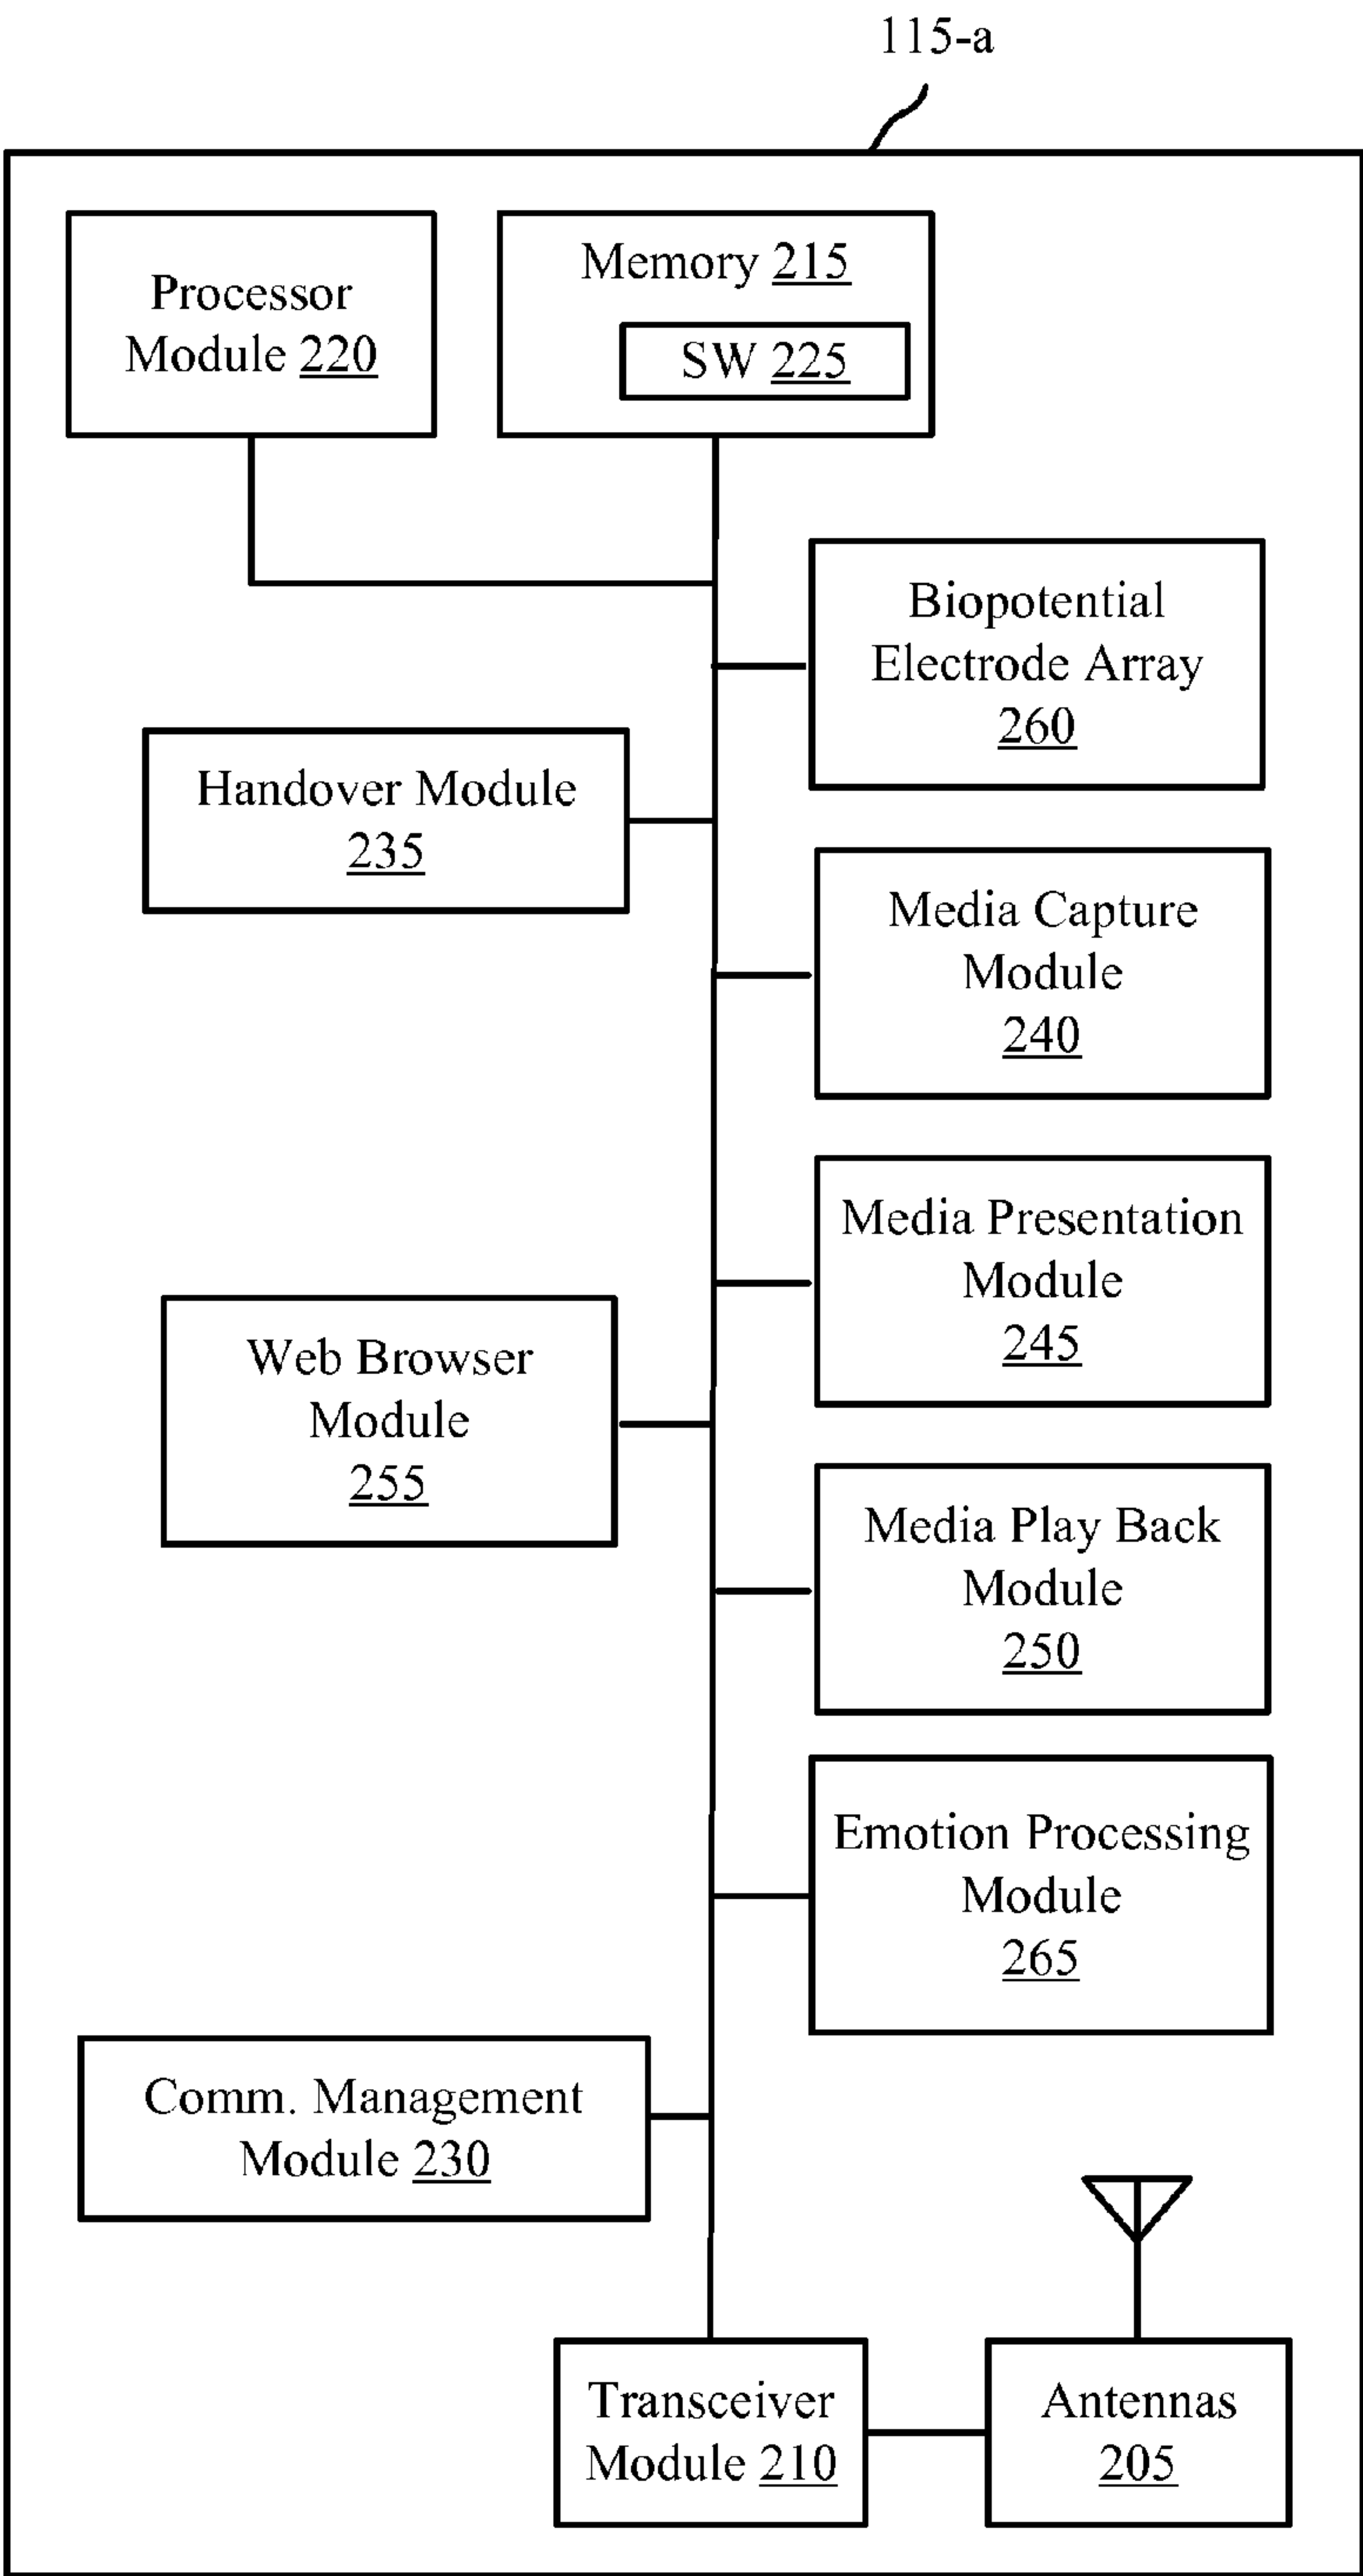 115-a
Processor
Module 220
Memory 215
SW 225
Biopotential
Electrode Array
260
Handover Module
235
Media Capture
Module
240
Media Presentation
Module
245
Web Browser
Module
255
Media Play Back
Module
250
Emotion Processing
Module
265
Comm. Management
Module 230
Transceiver
Module 210
Antennas
205